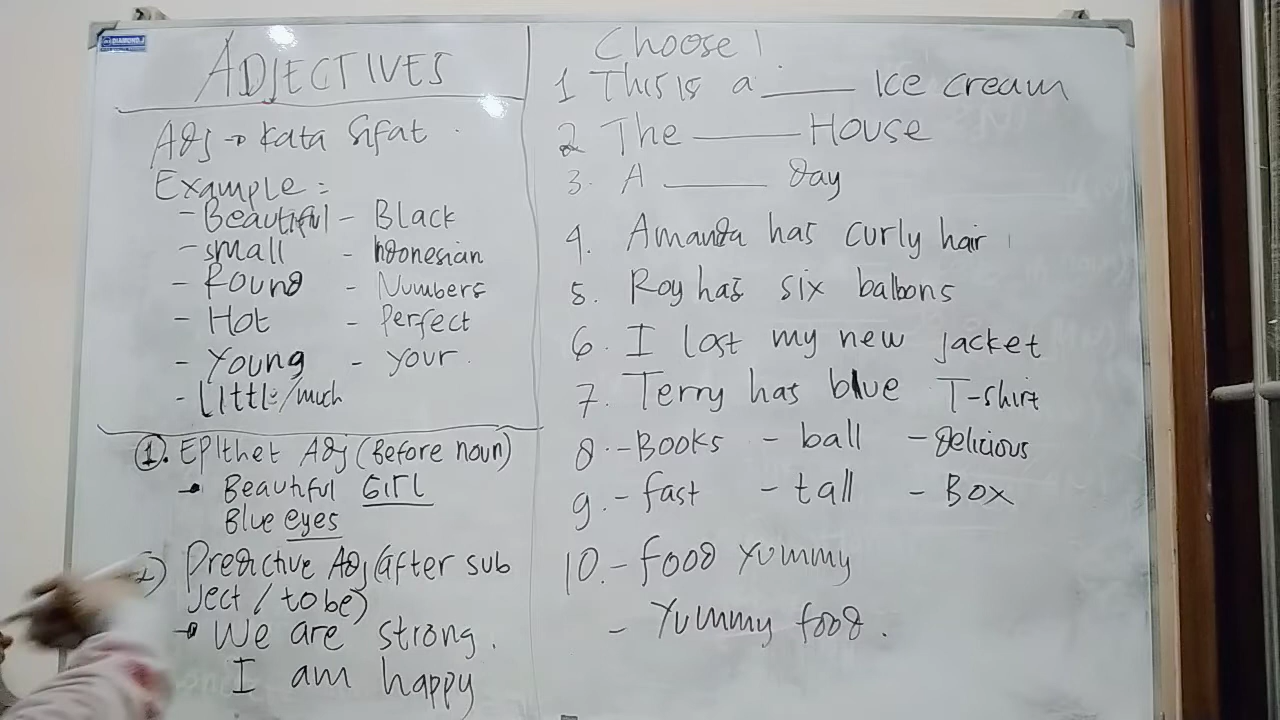 DIAMOND
ADJECTIVES
Adj → kata sifat
Example =
- Beautiful - Black
- small - Indonesian
- Round - Numbers
- Hot - Perfect
- Young - your
- Little/much
1. Epithet Adj (Before noun)
→ Beautiful Girl
Blue eyes
2) Predictive Adj (after sub
ject / to be)
→ We are strong.
I am happy
Choose!
1 This is a ____ Ice cream
2 The ____ House
3. A ____ day
4. Amanda has curly hair
5. Roy has six balloons
6. I lost my new jacket
7. Terry has blue T-shirt
8. - Books - ball - delicious
9. - fast - tall - Box
10. - food yummy
- Yummy food.